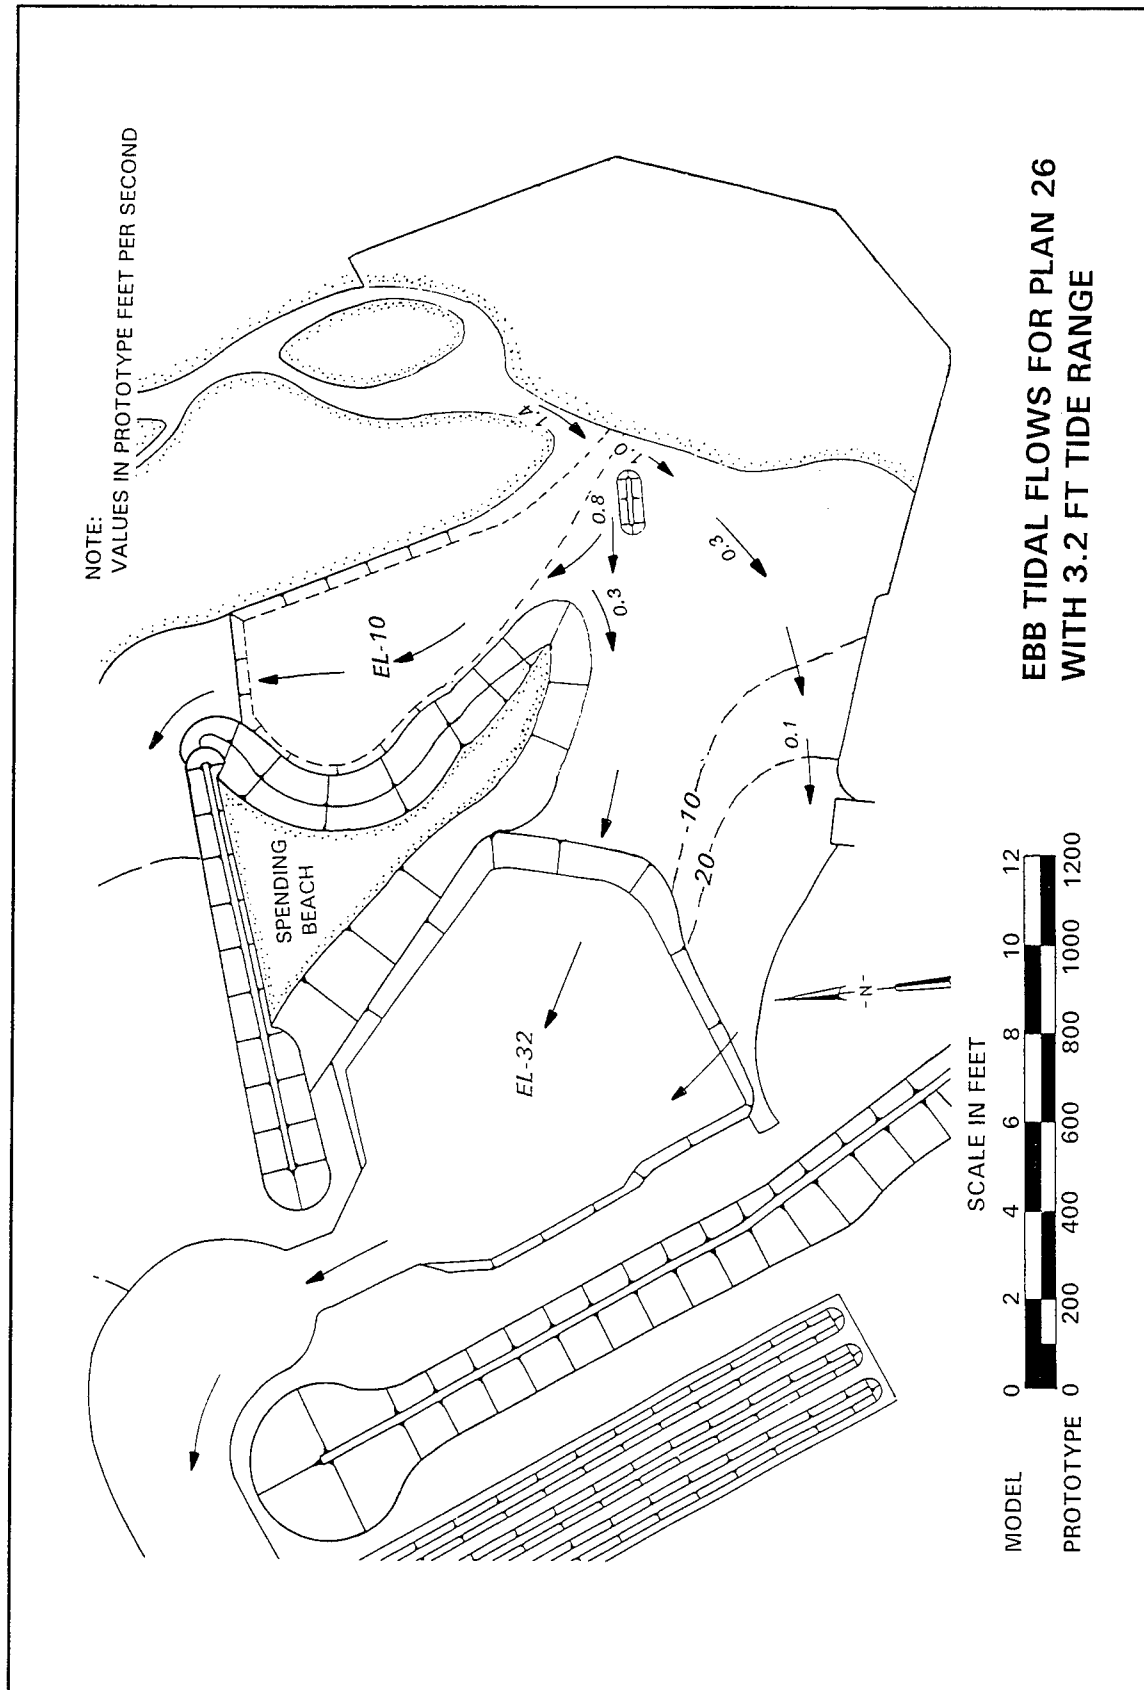 NOTE:
VALUES IN PROTOTYPE FEET PER SECOND
1.4
1.0
0.8
0.3
0.3
EL-10
0.1
-10-
-20-
SPENDING
BEACH
EL-32
-N-
EBB TIDAL FLOWS FOR PLAN 26
WITH 3.2 FT TIDE RANGE
SCALE IN FEET
MODEL 0 2 4 6 8 10 12
PROTOTYPE 0 200 400 600 800 1000 1200